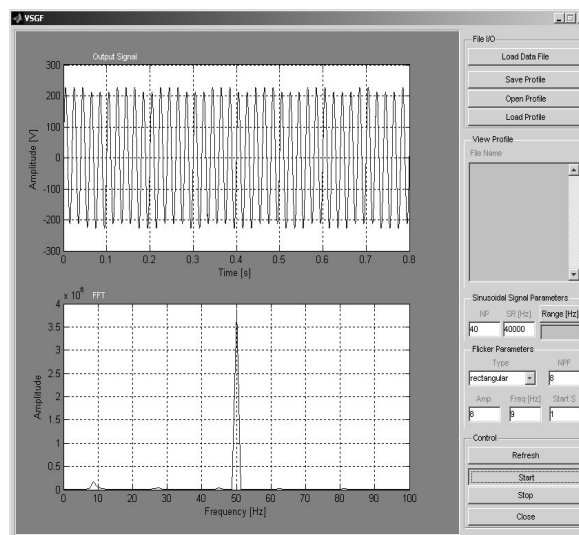 VSGF
Output Signal
300
200
100
0
-100
-200
-300
Amplitude [V]
0 0.1 0.2 0.3 0.4 0.5 0.6 0.7 0.8
Time [s]
x 10^6
FFT
4
3.5
3
2.5
2
1.5
1
0.5
0
Amplitude
0 10 20 30 40 50 60 70 80 90 100
Frequency [Hz]
File I/O
Load Data File
Save Profile
Open Profile
Load Profile
View Profile
File Name
Sinusoidal Signal Parameters
NP SR [Hz] Range [Hz]
40 40000
Flicker Parameters
Type NPF
rectangular 8
Amp Freq [Hz] Start S
8 9 1
Control
Refresh
Start
Stop
Close